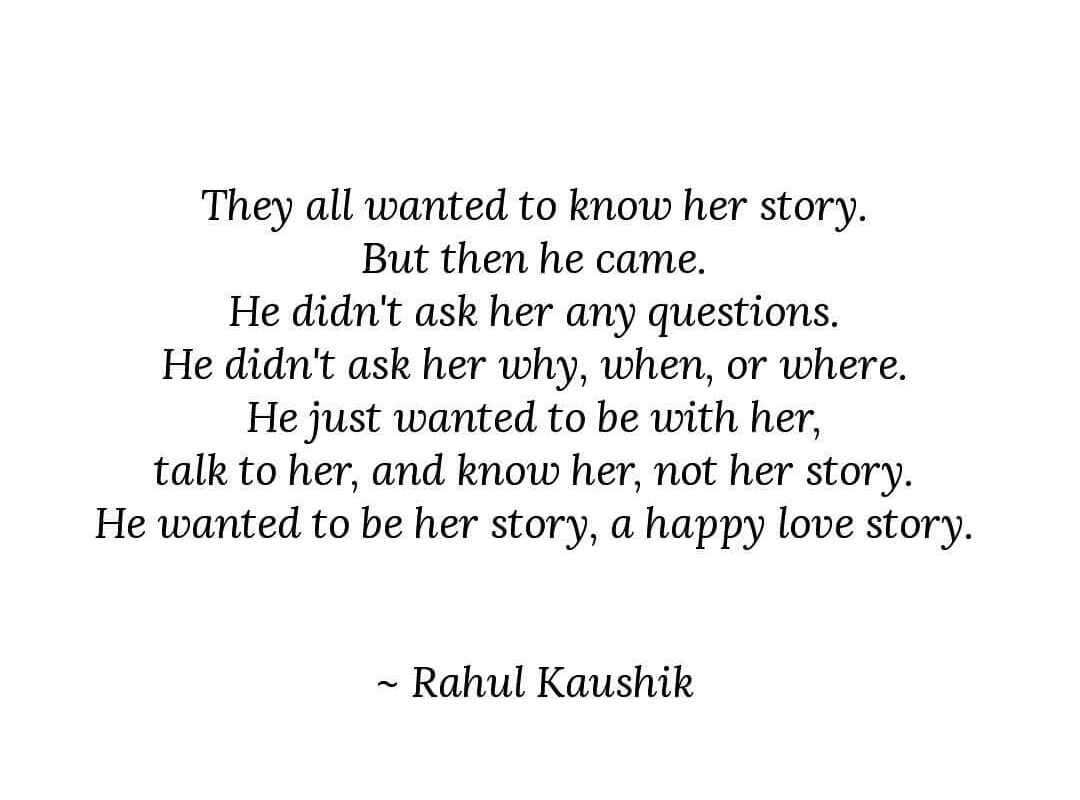 They all wanted to know her story.
But then he came.
He didn't ask her any questions.
He didn't ask her why, when, or where.
He just wanted to be with her,
talk to her, and know her, not her story.
He wanted to be her story, a happy love story.
~ Rahul Kaushik